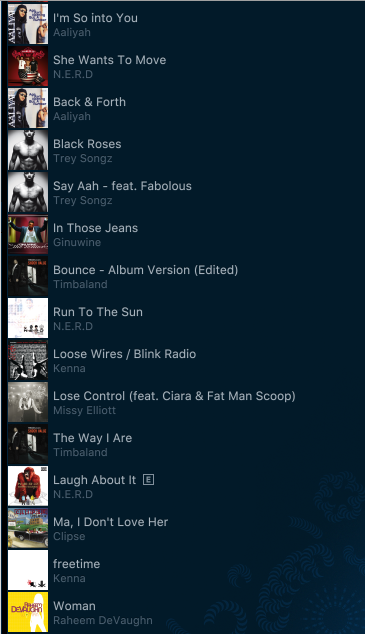 I'm So into You
Aaliyah
She Wants To Move
N.E.R.D
Back & Forth
Aaliyah
Black Roses
Trey Songz
Say Aah - feat. Fabolous
Trey Songz
In Those Jeans
Ginuwine
Bounce - Album Version (Edited)
Timbaland
Run To The Sun
N.E.R.D
Loose Wires / Blink Radio
Kenna
Lose Control (feat. Ciara & Fat Man Scoop)
Missy Elliott
The Way I Are
Timbaland
Laugh About It E
N.E.R.D
Ma, I Don't Love Her
Clipse
freetime
Kenna
Woman
Raheem DeVaughn